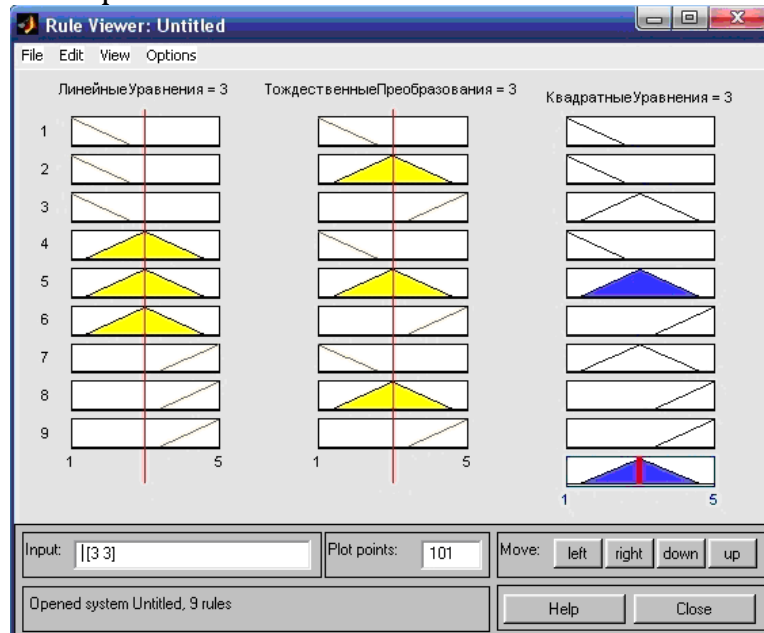 Rule Viewer: Untitled
File Edit View Options
ЛинейныеУравнения = 3 ТождественныеПреобразования = 3 КвадратныеУравнения = 3
1
2
3
4
5
6
7
8
9
1 5 1 5
1 5
Input: [3 3] Plot points: 101 Move: left right down up
Opened system Untitled, 9 rules Help Close